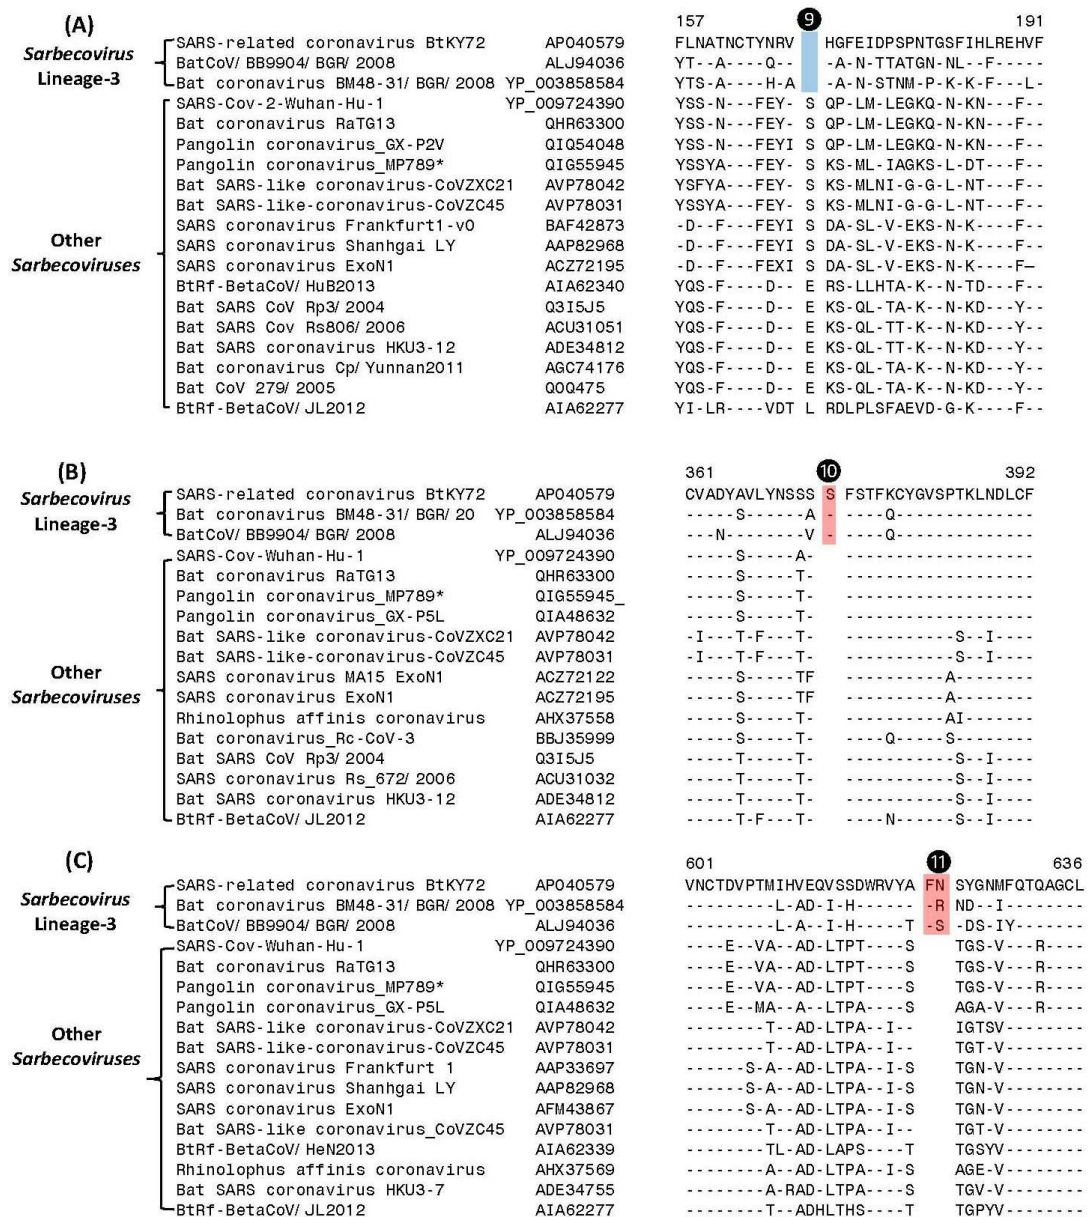 (A)
157 9 191
Sarbecovirus Lineage-3
SARS-related coronavirus BtKY72 APO40579 FLNATNCTYNRV HGFEIDPSPNTGSFIHLREHVF
BatCoV/ BB9904/ BGR/ 2008 ALJ94036 YT--A----Q-- -A-N-TTATGN-NL--F-----
Bat coronavirus BM48-31/ BGR/ 2008 YP_003858584 YTS-A----H-A -A-N-STNM-P-K-K-F---L-
Other Sarbecoviruses
SARS-Cov-2-Wuhan-Hu-1 YP_009724390 YSS-N---FEY- S QP-LM-LEGKQ-N-KN---F--
Bat coronavirus RaTG13 QHR63300 YSS-N---FEY- S QP-LM-LEGKQ-N-KN---F--
Pangolin coronavirus_GX-P2V QIQ54048 YSS-N---FEYI S QP-LM-LEGKQ-N-KN---F--
Pangolin coronavirus_MP789* QIG55945 YSSYA---FEY- S KS-ML-IAGKS-L-DT---F--
Bat SARS-like coronavirus-CoVZXC21 AVP78042 YSFYA---FEY- S KS-MLNI-G-G-L-NT---F--
Bat SARS-like-coronavirus-CoVZC45 AVP78031 YSSYA---FEY- S KS-MLNI-G-G-L-NT---F--
SARS coronavirus Frankfurt1-v0 BAF42873 -D--F---FEYI S DA-SL-V-EKS-N-K----F--
SARS coronavirus Shanhgai LY AAP82968 -D--F---FEYI S DA-SL-V-EKS-N-K----F--
SARS coronavirus ExoN1 ACZ72195 -D--F---FEXI S DA-SL-V-EKS-N-K----F—
BtRf-BetaCoV/ HuB2013 AIA62340 YQS-F----D-- E RS-LLHTA-K--N-TD---F--
Bat SARS CoV Rp3/ 2004 Q3I5J5 YQS-F----D-- E KS-QL-TA-K--N-KD---Y--
Bat SARS Cov Rs806/ 2006 ACU31051 YQS-F----D-- E KS-QL-TT-K--N-KD---Y--
Bat SARS coronavirus HKU3-12 ADE34812 YQS-F----D-- E KS-QL-TT-K--N-KD---Y--
Bat SARS coronavirus Cp/ Yunnan2011 AGC74176 YQS-F----D-- E KS-QL-TA-K--N-KD---Y--
Bat CoV 279/ 2005 Q0Q475 YQS-F----D-- E KS-QL-TA-K--N-KD---Y--
BtRf-BetaCoV/ JL2012 AIA62277 YI-LR----VDT L RDLPLSFAEVD-G-K----F--
(B)
361 10 392
Sarbecovirus Lineage-3
SARS-related coronavirus BtKY72 APO40579 CVADYAVLYNSSS S FSTFKCYGVSPTKLNDLCF
Bat coronavirus BM48-31/ BGR/ 20 YP_003858584 -----S------A - ----Q--------------
BatCoV/ BB9904/ BGR/ 2008 ALJ94036 ---N--------V - ----Q--------------
Other Sarbecoviruses
SARS-Cov-Wuhan-Hu-1 YP_009724390 -----S-----A- -------------------
Bat coronavirus RaTG13 QHR63300 -----S-----T- -------------------
Pangolin coronavirus_MP789* QIG55945_ -----S-----T- -------------------
Pangolin coronavirus_GX-P5L QIA48632 -----S-----T- -------------------
Bat SARS-like coronavirus-CoVZXC21 AVP78042 -I---T-F---T- ------------S--I---
Bat SARS-like-coronavirus-CoVZC45 AVP78031 -I---T-F---T- ------------S--I---
SARS coronavirus MA15 ExoN1 ACZ72122 -----S-----TF -----------A-------
SARS coronavirus ExoN1 ACZ72195 -----S-----TF -----------A-------
Rhinolophus affinis coronavirus AHX37558 -----S-----T- -----------AI------
Bat coronavirus_Rc-CoV-3 BBJ35999 -----S-----T- ----Q------S-------
Bat SARS CoV Rp3/ 2004 Q3I5J5 -----T-----T- ------------S--I---
SARS coronavirus Rs_672/ 2006 ACU31032 -----T-----T- ------------S--I---
Bat SARS coronavirus HKU3-12 ADE34812 -----T-----T- ------------S--I---
BtRf-BetaCoV/ JL2012 AIA62277 -----T-F---T- ----N-------S--I---
(C)
601 11 636
Sarbecovirus Lineage-3
SARS-related coronavirus BtKY72 APO40579 VNCTDVPTMIHVEQVSSDWRVYA FN SYGNMFQTQAGCL
Bat coronavirus BM48-31/ BGR/ 2008 YP_003858584 ---------L-AD-I-H------ -R ND--I--------
BatCoV/ BB9904/ BGR/ 2008 ALJ94036 ---------L-A--I-H-----T -S -DS-IY-------
Other Sarbecoviruses
SARS-Cov-Wuhan-Hu-1 YP_009724390 ----E--VA--AD-LTPT----S TGS-V---R----
Bat coronavirus RaTG13 QHR63300 ----E--VA--AD-LTPT----S TGS-V---R----
Pangolin coronavirus_MP789* QIG55945 ----E--VA--AD-LTPT----S TGS-V---R----
Pangolin coronavirus_GX-P5L QIA48632 ----E--MA--AD-LTPT----S AGA-V---R----
Bat SARS-like coronavirus-CoVZXC21 AVP78042 --------T--AD-LTPA--I-- IGTSV--------
Bat SARS-like-coronavirus-CoVZC45 AVP78031 --------T--AD-LTPA--I-- TGT-V--------
SARS coronavirus Frankfurt 1 AAP33697 -------S-A--AD-LTPA--I-S TGN-V--------
SARS coronavirus Shanhgai LY AAP82968 -------S-A--AD-LTPA--I-S TGN-V--------
SARS coronavirus ExoN1 AFM43867 -------S-A--AD-LTPA--I-S TGN-V--------
Bat SARS-like coronavirus_CoVZC45 AVP78031 --------T--AD-LTPA--I-- TGT-V--------
BtRf-BetaCoV/ HeN2013 AIA62339 --------TL-AD-LAPS----T TGSYV--------
Rhinolophus affinis coronavirus AHX37569 --------A--AD-LTPA--I-S AGE-V--------
Bat SARS coronavirus HKU3-7 ADE34755 --------A-RAD-LTPA----S TGV-V--------
BtRf-BetaCoV/ JL2012 AIA62277 --------T--ADHLTHS----T TGPYV--------